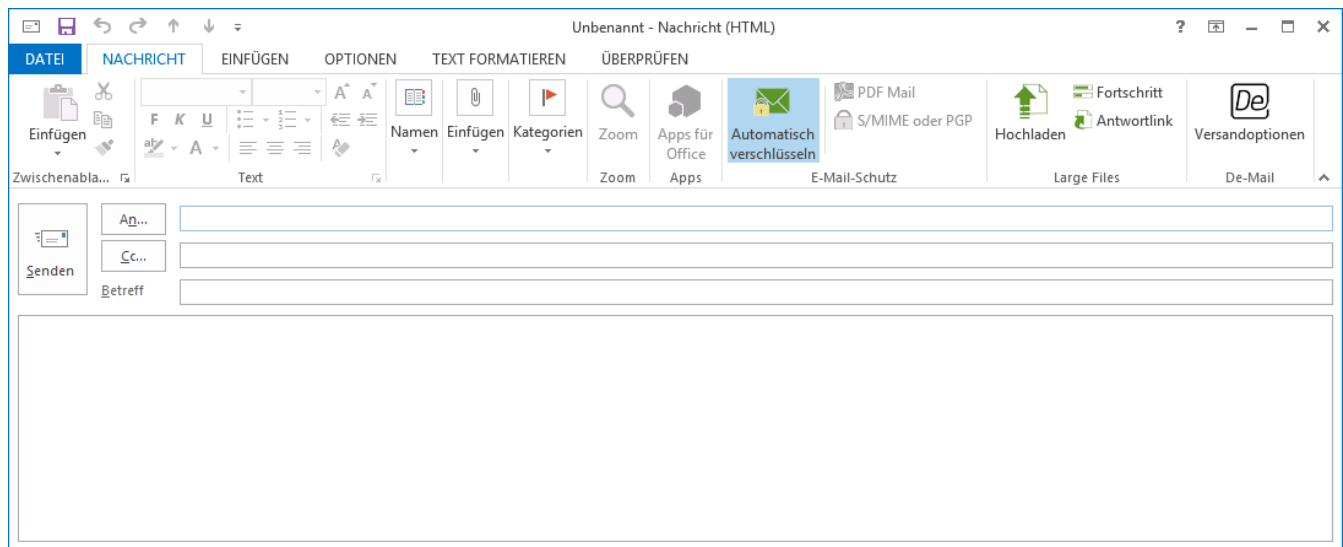 Unbenannt - Nachricht (HTML)
?
DATEI NACHRICHT EINFÜGEN OPTIONEN TEXT FORMATIEREN ÜBERPRÜFEN
Einfügen
F K U
A A
ab A
Namen Einfügen Kategorien
Zoom
Apps für
Office
Automatisch
verschlüsseln
PDF Mail
S/MIME oder PGP
Hochladen
Fortschritt
Antwortlink
De
Versandoptionen
Zwischenabla... Text Zoom Apps E-Mail-Schutz Large Files De-Mail
Senden
An...
Cc...
Betreff